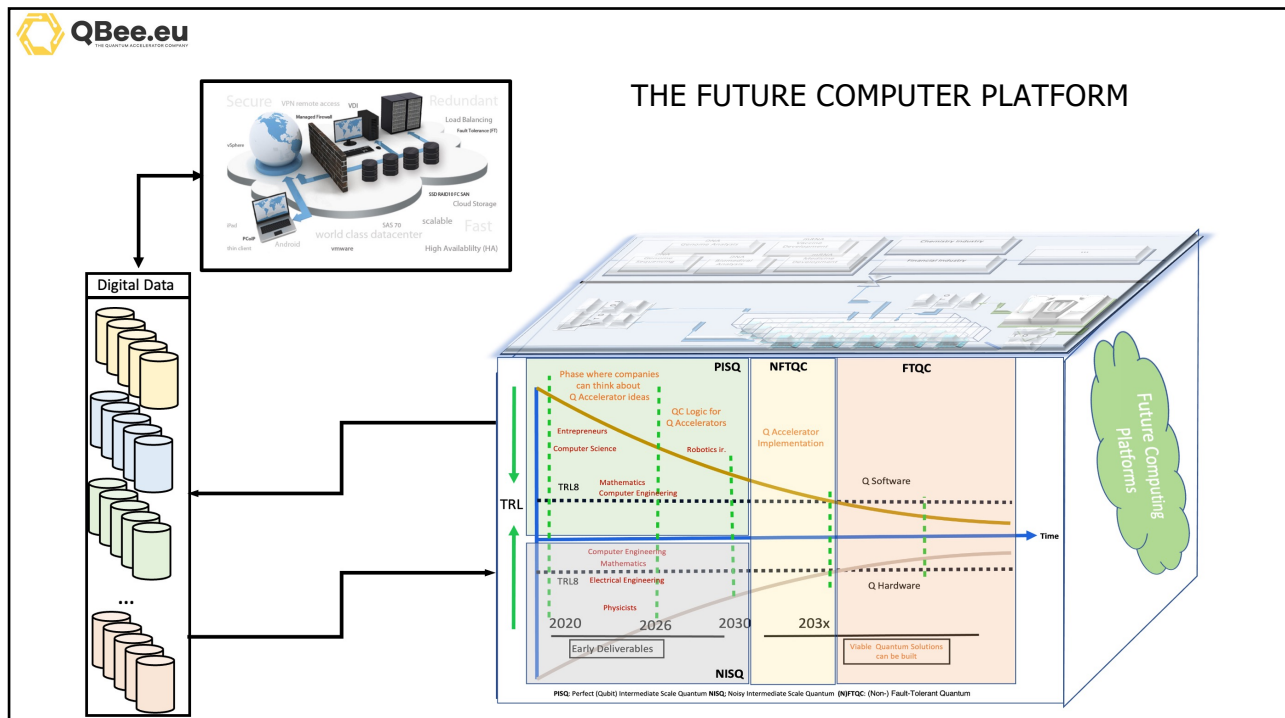 QBee.eu
THE QUANTUM ACCELERATOR COMPANY
THE FUTURE COMPUTER PLATFORM
Secure
VPN remote access
VDI
Redundant
Managed Firewall
Load Balancing
Fault Tolerance (FT)
vSphere
SSD RAID10 FC SAN
Cloud Storage
iPad
PCoIP
SAS 70
scalable
Fast
thin client
Android
world class datacenter
vmware
High Availablilty (HA)
Digital Data
...
Chemistry Industry
Financial Industry
...
PISQ
NFTQC
FTQC
Phase where companies
can think about
Q Accelerator ideas
QC Logic for
Q Accelerators
Entrepreneurs
Computer Science
Robotics ir.
Q Accelerator
Implementation
TRL8
Mathematics
Computer Engineering
Q Software
TRL
Time
Computer Engineering
Mathematics
TRL8
Electrical Engineering
Q Hardware
Physicists
2020
2026
2030
203x
Early Deliverables
Viable Quantum Solutions
can be built
NISQ
PISQ: Perfect (Qubit) Intermediate Scale Quantum NISQ; Noisy Intermediate Scale Quantum (N)FTQC: (Non-) Fault-Tolerant Quantum
Future Computing
Platforms